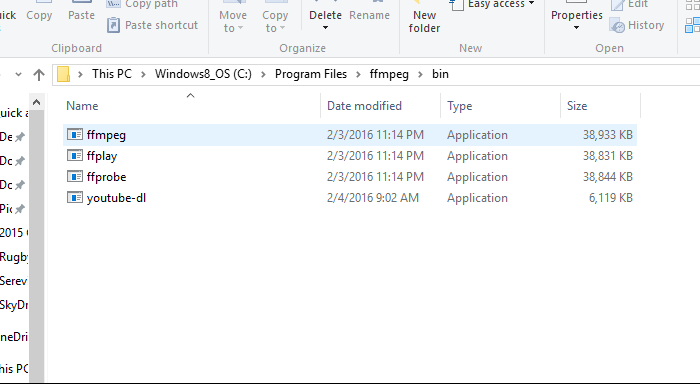 Quick
Copy
Paste
Copy path
Paste shortcut
Move to
Copy to
Delete
New folder
Easy access
Properties
Edit
History
Clipboard
Organize
New
Open
This PC > Windows8_OS (C:) > Program Files > ffmpeg > bin
Name Date modified Type Size
ffmpeg 2/3/2016 11:14 PM Application 38,933 KB
ffplay 2/3/2016 11:14 PM Application 38,831 KB
ffprobe 2/3/2016 11:14 PM Application 38,844 KB
youtube-dl 2/4/2016 9:02 AM Application 6,119 KB
uick a
De
Dc
Dc
Pic
2015 C
Rugby
Serev
SkyDr
neDri
his PC